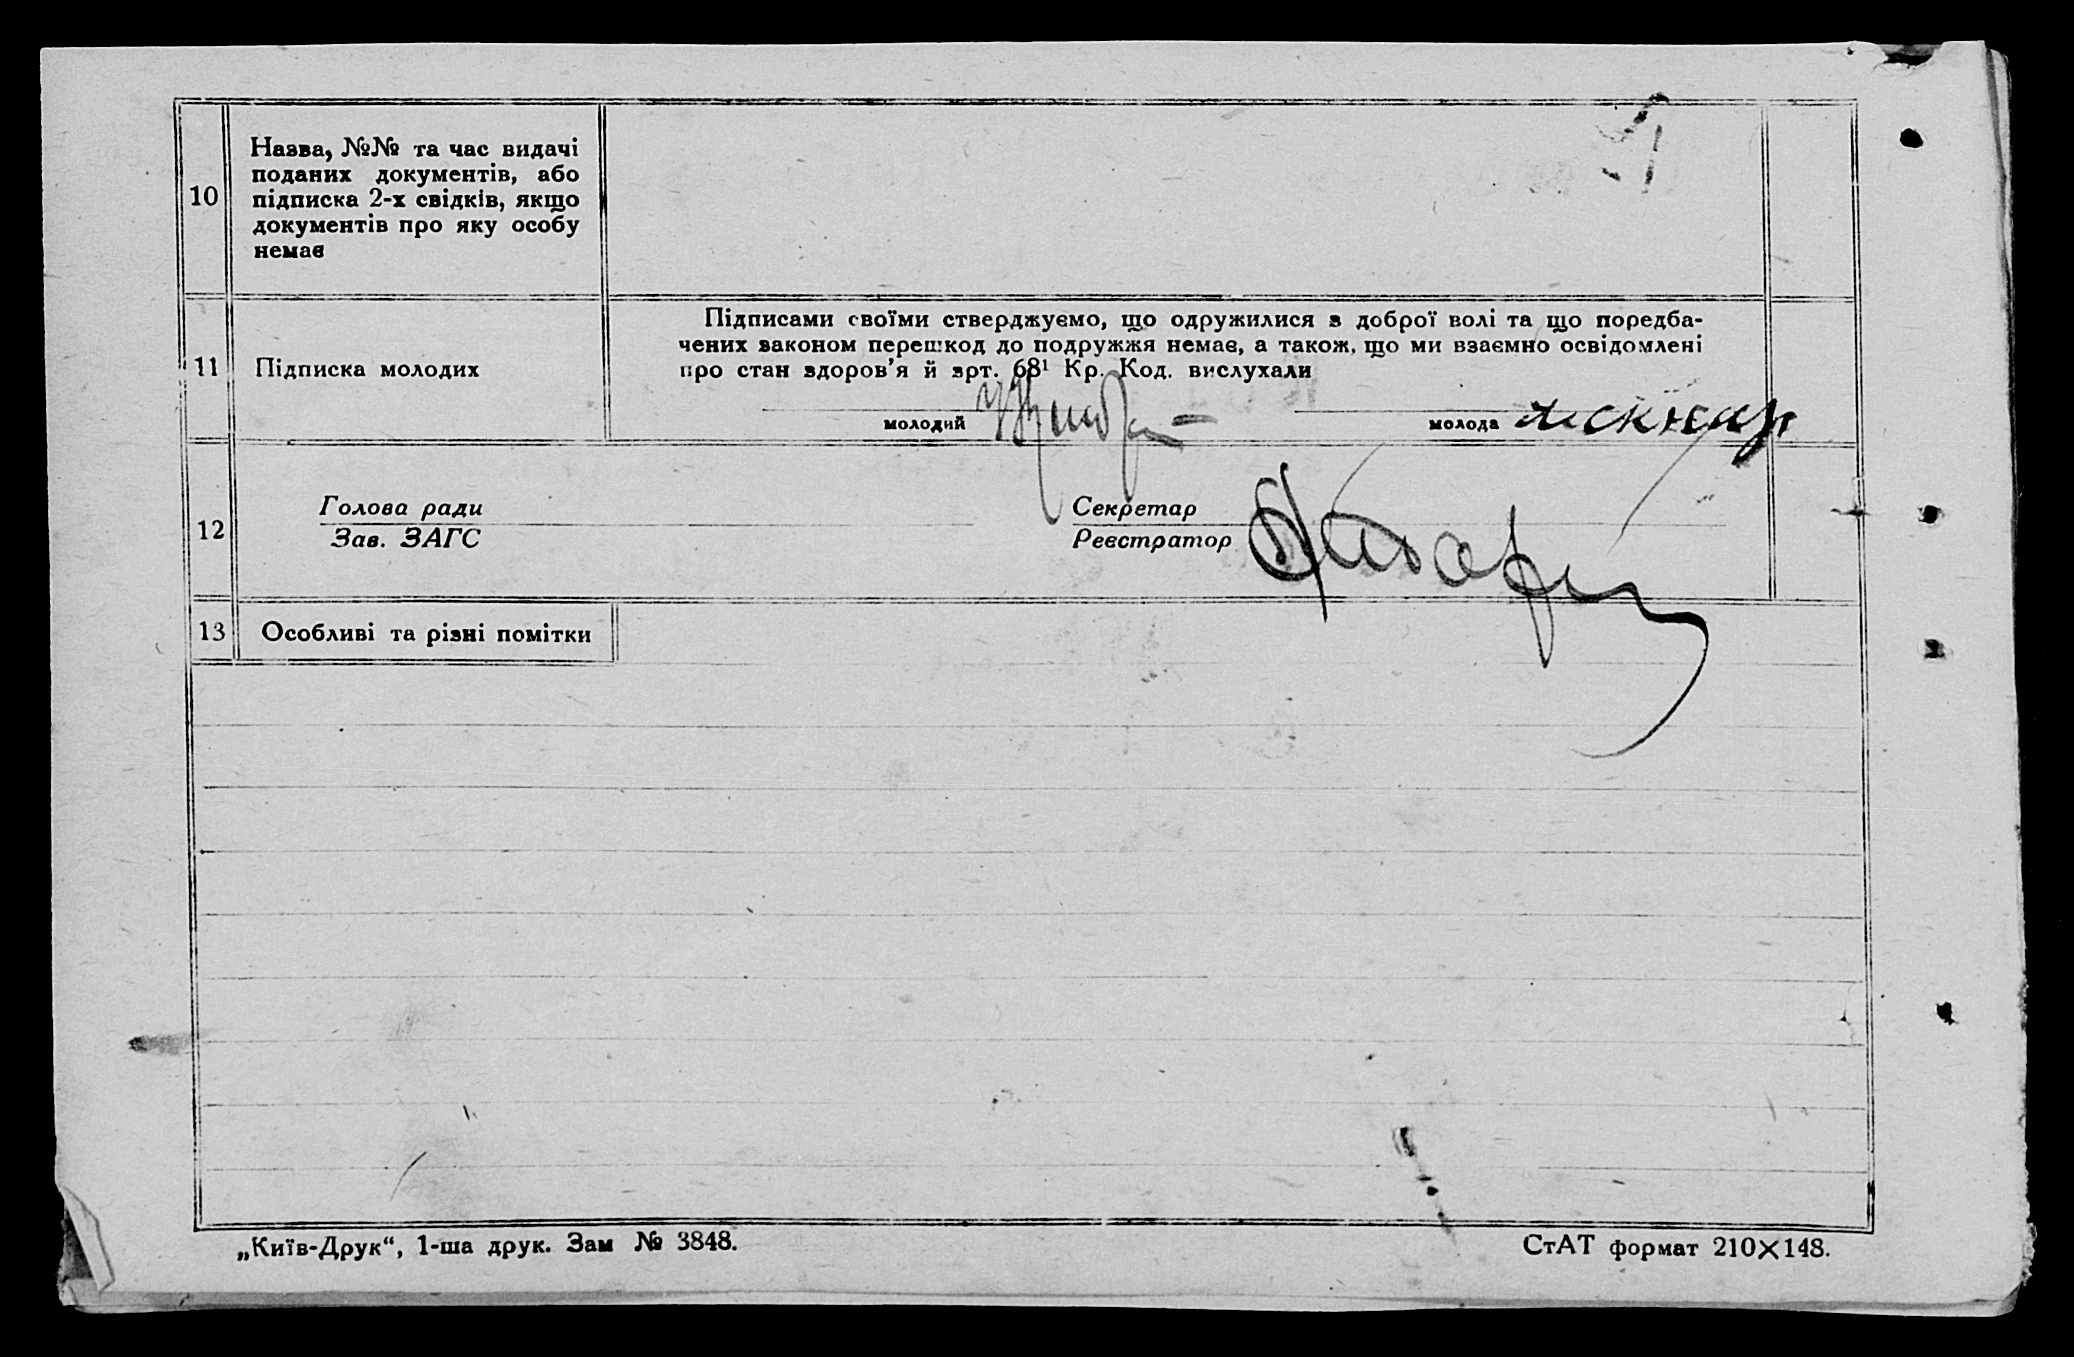 10
Назва, №№ та час видачі
поданих документів, або
підписка 2-х свідків, якщо
документів про яку особу
немає
11
Підписка молодих
Підписами своїми стверджуємо, що одружилися з доброї волі та що поредба-
чених законом перешкод до подружжя немає, а також, що ми взаємно освідомлені
про стан здоров’я й арт. 68¹ Кр. Код. вислухали
молодий
молода
12
Голова ради
Зав. ЗАГС
Секретар
Реєстратор
13
Особливі та різні помітки
„Київ-Друк“, 1-ша друк. Зам № 3848.
СтАТ формат 210×148.